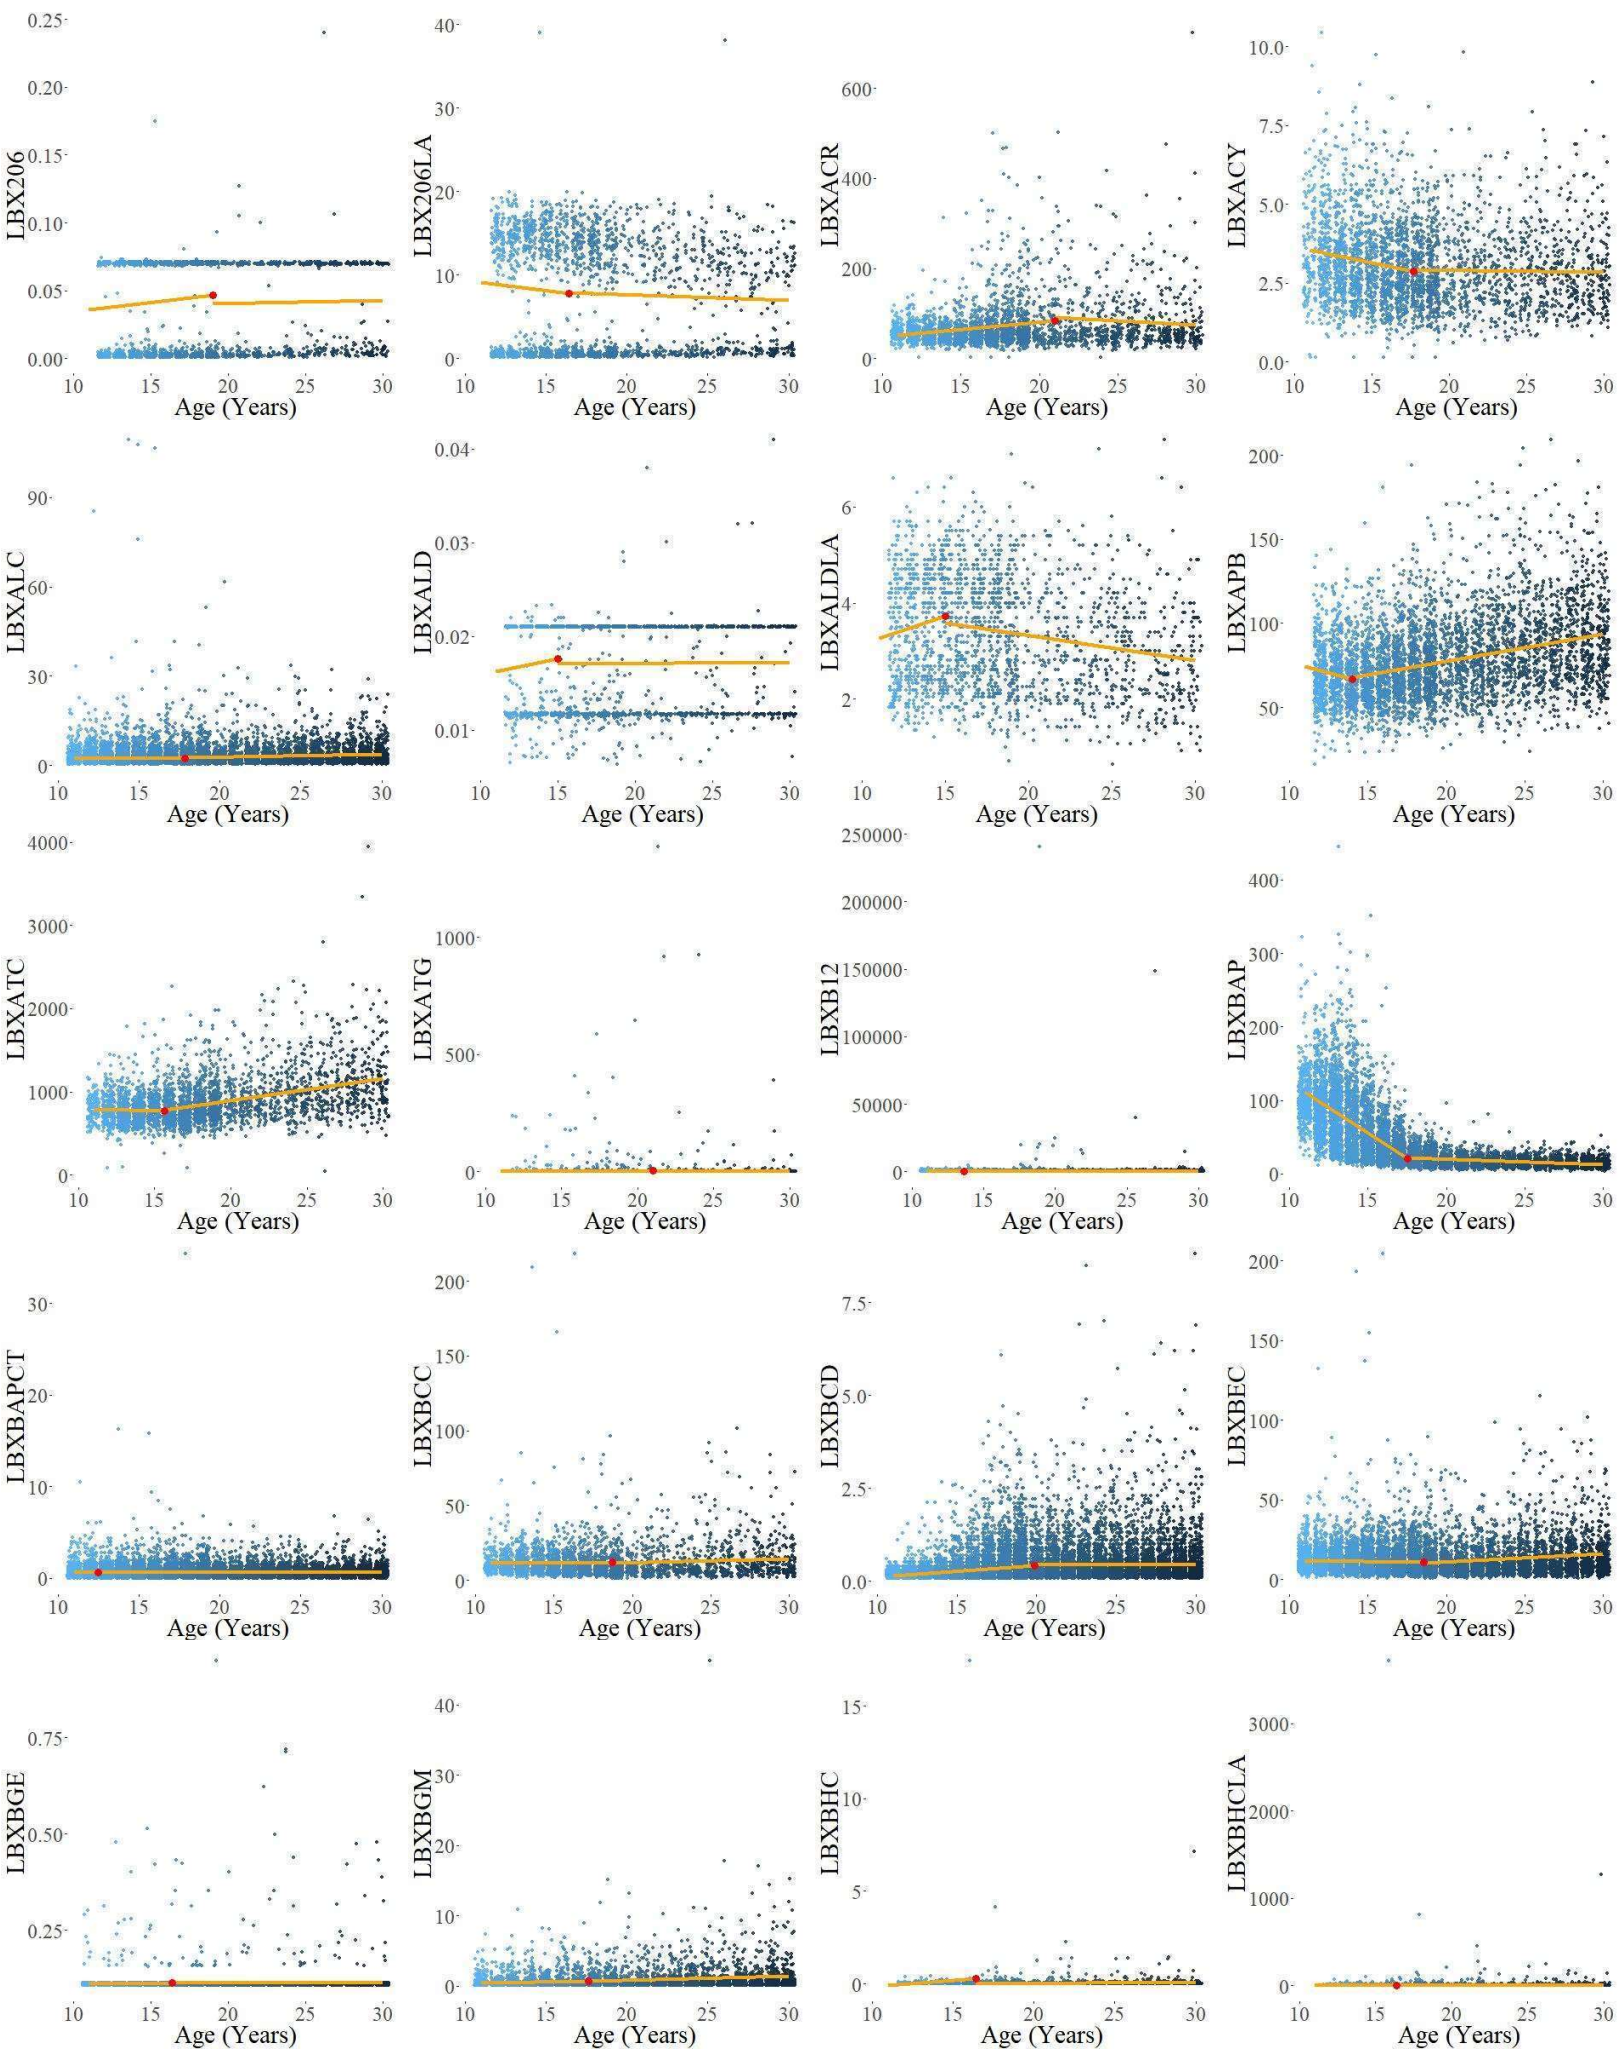 LBX206
0.25
0.20
0.15
0.10
0.05
0.00
10 15 20 25 30
Age (Years)
LBX206LA
40
30
20
10
0
10 15 20 25 30
Age (Years)
LBXACR
600
400
200
0
10 15 20 25 30
Age (Years)
LBXACY
10.0
7.5
5.0
2.5
0.0
10 15 20 25 30
Age (Years)
LBXALC
90
60
30
0
10 15 20 25 30
Age (Years)
LBXALD
0.04
0.03
0.02
0.01
10 15 20 25 30
Age (Years)
LBXALDLA
6
4
2
10 15 20 25 30
Age (Years)
LBXAPB
200
150
100
50
10 15 20 25 30
Age (Years)
LBXATC
4000
3000
2000
1000
0
10 15 20 25 30
Age (Years)
LBXATG
1000
500
0
10 15 20 25 30
Age (Years)
LBXB12
250000
200000
150000
100000
50000
0
10 15 20 25 30
Age (Years)
LBXBAP
400
300
200
100
0
10 15 20 25 30
Age (Years)
LBXBAPCT
30
20
10
0
10 15 20 25 30
Age (Years)
LBXBCC
200
150
100
50
0
10 15 20 25 30
Age (Years)
LBXBCD
7.5
5.0
2.5
0.0
10 15 20 25 30
Age (Years)
LBXBEC
200
150
100
50
0
10 15 20 25 30
Age (Years)
LBXBGE
0.75
0.50
0.25
10 15 20 25 30
Age (Years)
LBXBGM
40
30
20
10
0
10 15 20 25 30
Age (Years)
LBXBHC
15
10
5
0
10 15 20 25 30
Age (Years)
LBXBHCLA
3000
2000
1000
0
10 15 20 25 30
Age (Years)